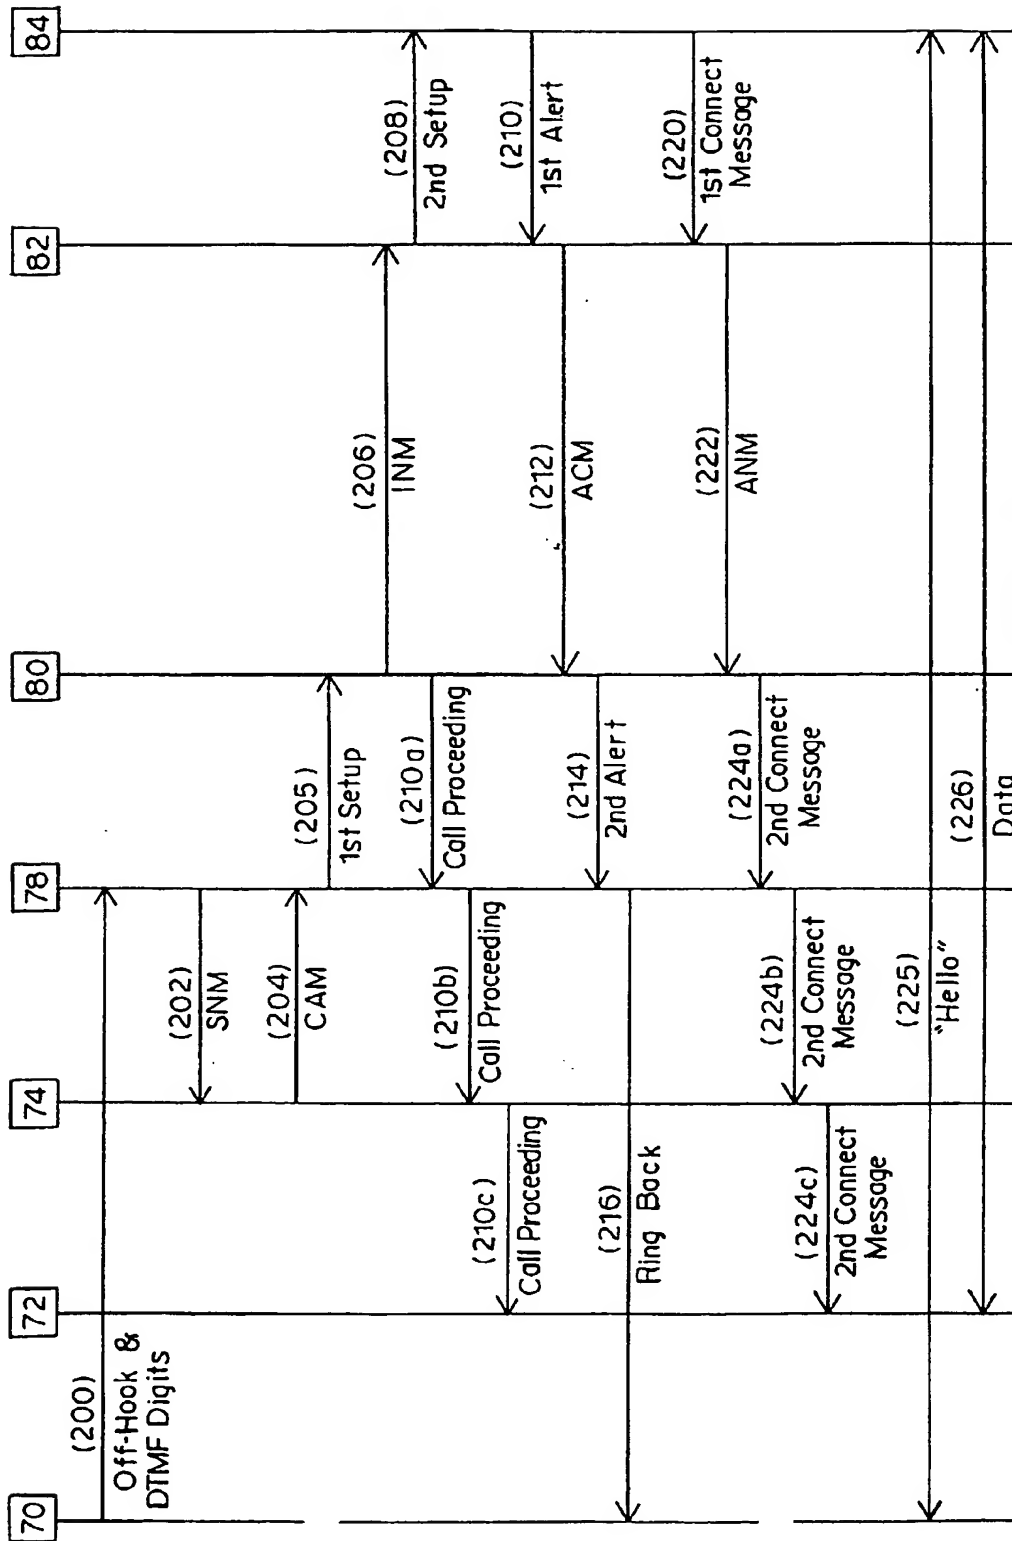 70
72
74
78
80
82
84
(200)
Off-Hook &
DTMF Digits
(202)
SNM
(204)
CAM
(205)
1st Setup
(206)
INM
(208)
2nd Setup
(210a)
Call Proceeding
(210b)
Call Proceeding
(210c)
Call Proceeding
(210)
1st Alert
(212)
ACM
(214)
2nd Alert
(216)
Ring Back
(220)
1st Connect
Message
(222)
ANM
(224a)
2nd Connect
Message
(224b)
2nd Connect
Message
(224c)
2nd Connect
Message
(225)
"Hello"
(226)
Data